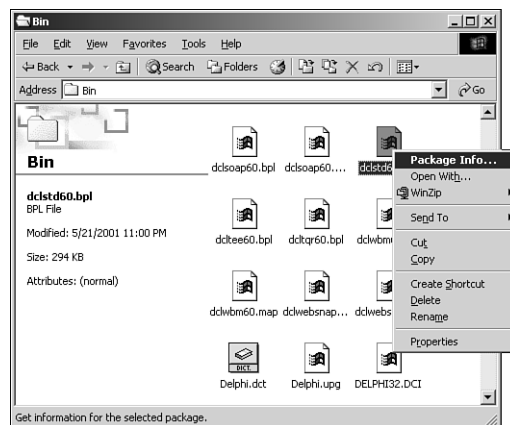 Bin
File Edit View Favorites Tools Help
Back Search Folders
Address Bin Go
Bin
dclstd60.bpl
BPL File
Modified: 5/21/2001 11:00 PM
Size: 294 KB
Attributes: (normal)
dclsoap60.bpl dclsoap60.... dclstd6
dcltee60.bpl dcltqr60.bpl dclwbm
dclwbm60.map dclwebsnap... dclwebs
DICT.
Delphi.dct Delphi.upg DELPHI32.DCI
Package Info...
Open With...
WinZip
Send To
Cut
Copy
Create Shortcut
Delete
Rename
Properties
Get information for the selected package.